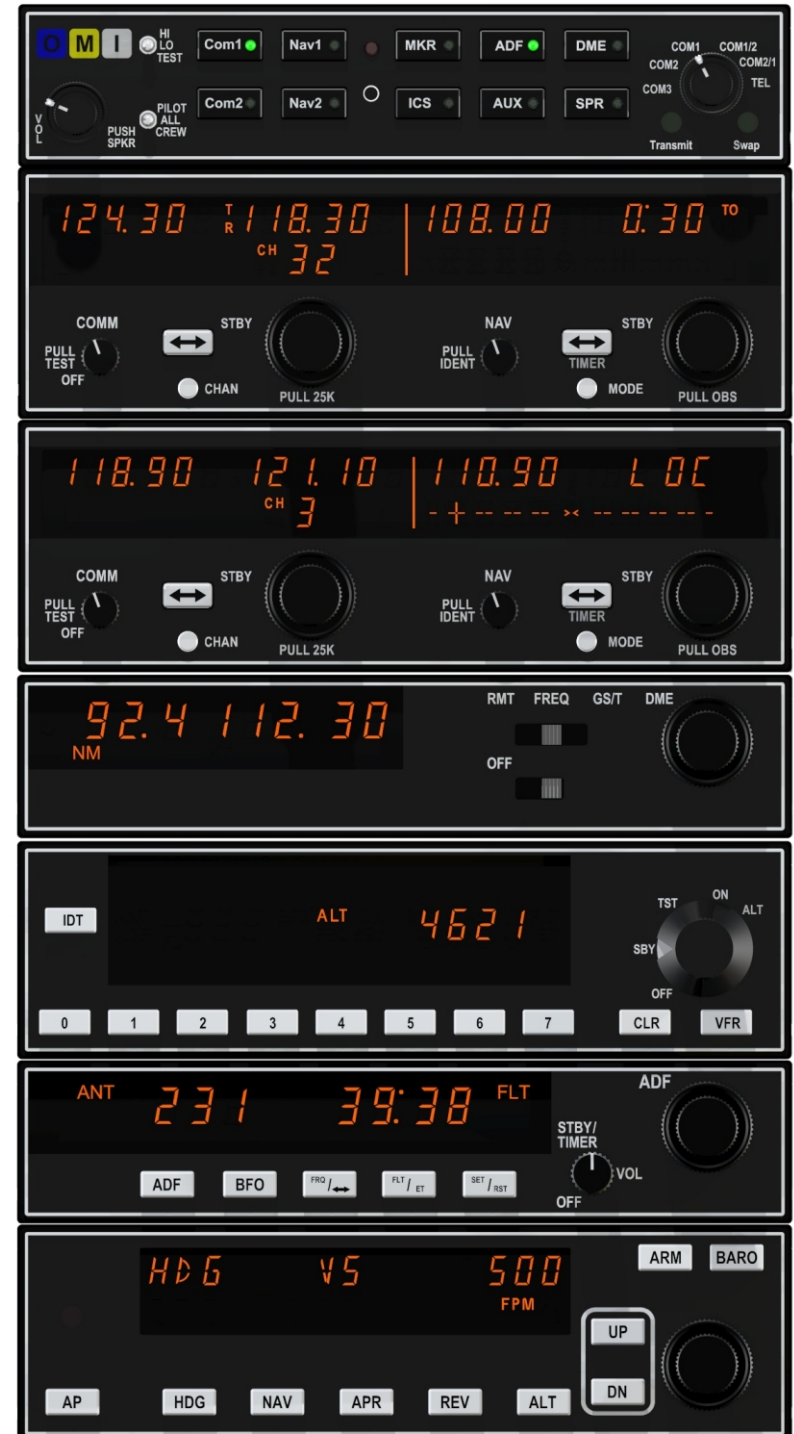 O M I HI LO TEST Com1 Nav1 MKR ADF DME COM1 COM1/2
COM2 COM2/1
COM3 TEL
VOL PUSH SPKR PILOT ALL CREW Com2 Nav2 ICS AUX SPR
Transmit Swap
124.30 T R 118.30 108.00 0:30 TO
CH 32
COMM STBY NAV STBY
PULL TEST PULL IDENT TIMER
OFF CHAN PULL 25K MODE PULL OBS
118.90 121.10 110.90 LOC
CH 3
COMM STBY NAV STBY
PULL TEST PULL IDENT TIMER
OFF CHAN PULL 25K MODE PULL OBS
RMT FREQ GS/T DME
92.4 112.30
NM
OFF
TST ON ALT
IDT ALT 4621
SBY
OFF
0 1 2 3 4 5 6 7 CLR VFR
ANT 231 39:38 FLT ADF
STBY/ TIMER
ADF BFO FRQ/↔ FLT/ET SET/RST VOL
OFF
HDG VS 500 ARM BARO
FPM
UP
DN
AP HDG NAV APR REV ALT